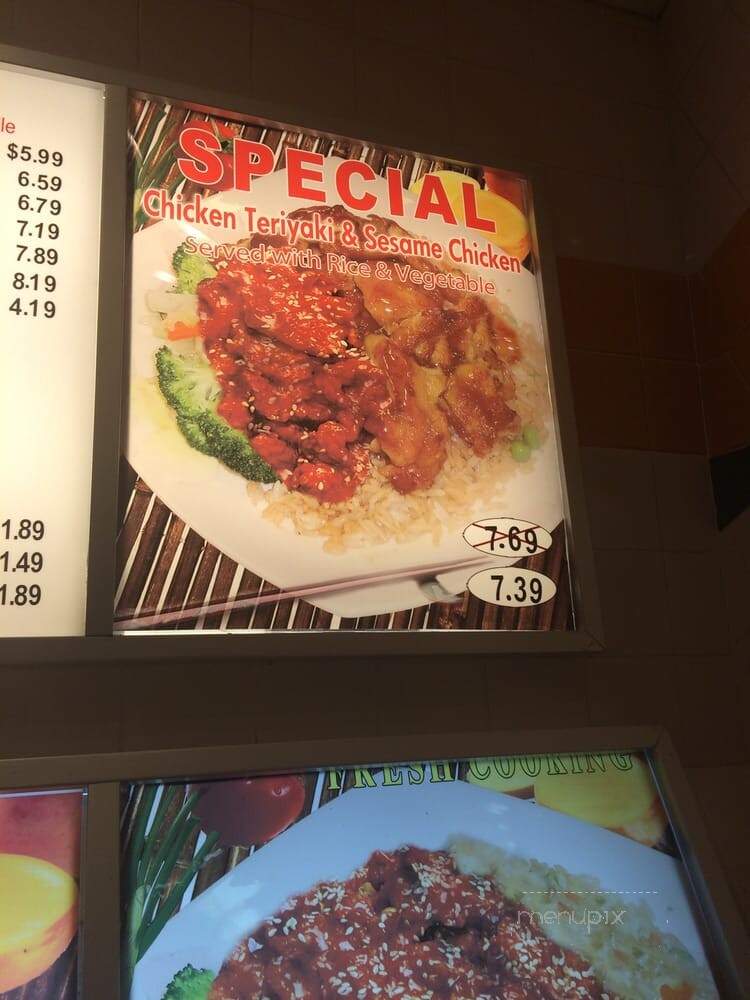 le
$5.99
6.59
6.79
7.19
7.89
8.19
4.19
1.89
1.49
1.89
SPECIAL
Chicken Teriyaki & Sesame Chicken
Served with Rice & Vegetable
7.69
7.39
FRESH COOKING
menupix